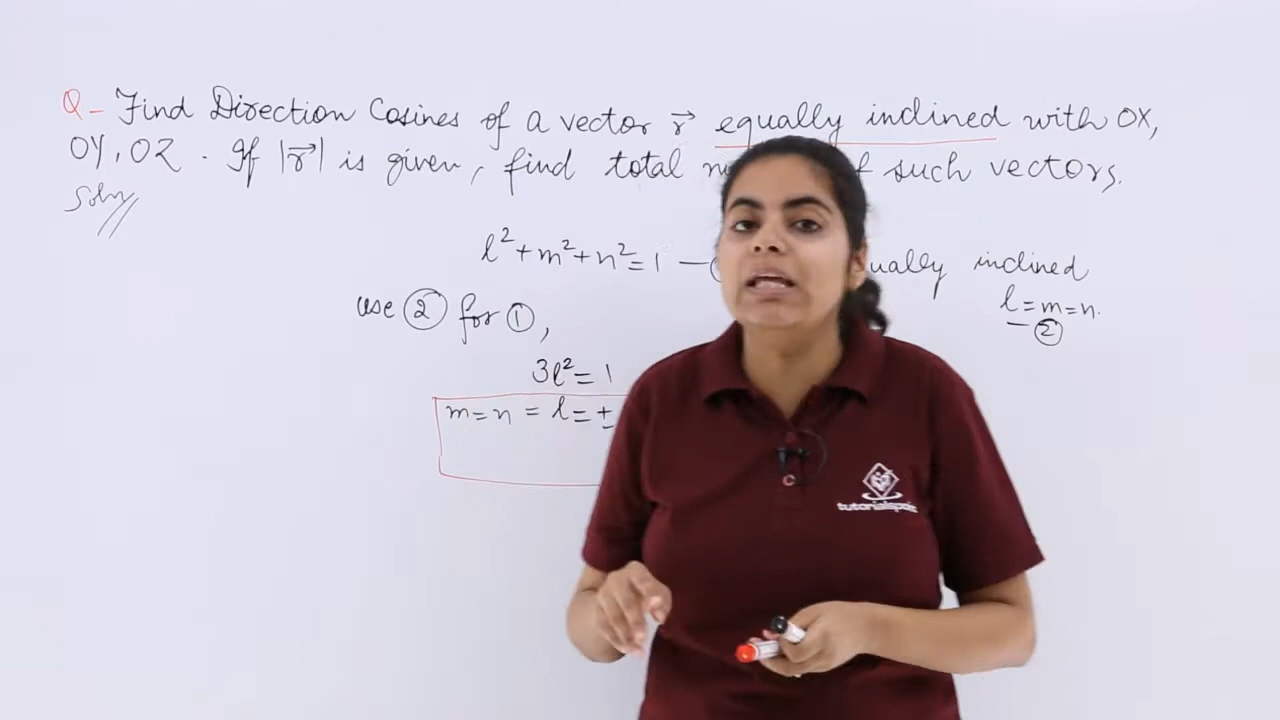 Q- Find Direction Cosines of a vector r⃗ equally inclined with OX,
OY, OZ. If |r⃗| is given, find total such vectors.
Soln
l²+m²+n²=1 — inclined
l=m=n.
— ②
use ② for ①,
3l²=1
m=n=l=±
tutorialspoint